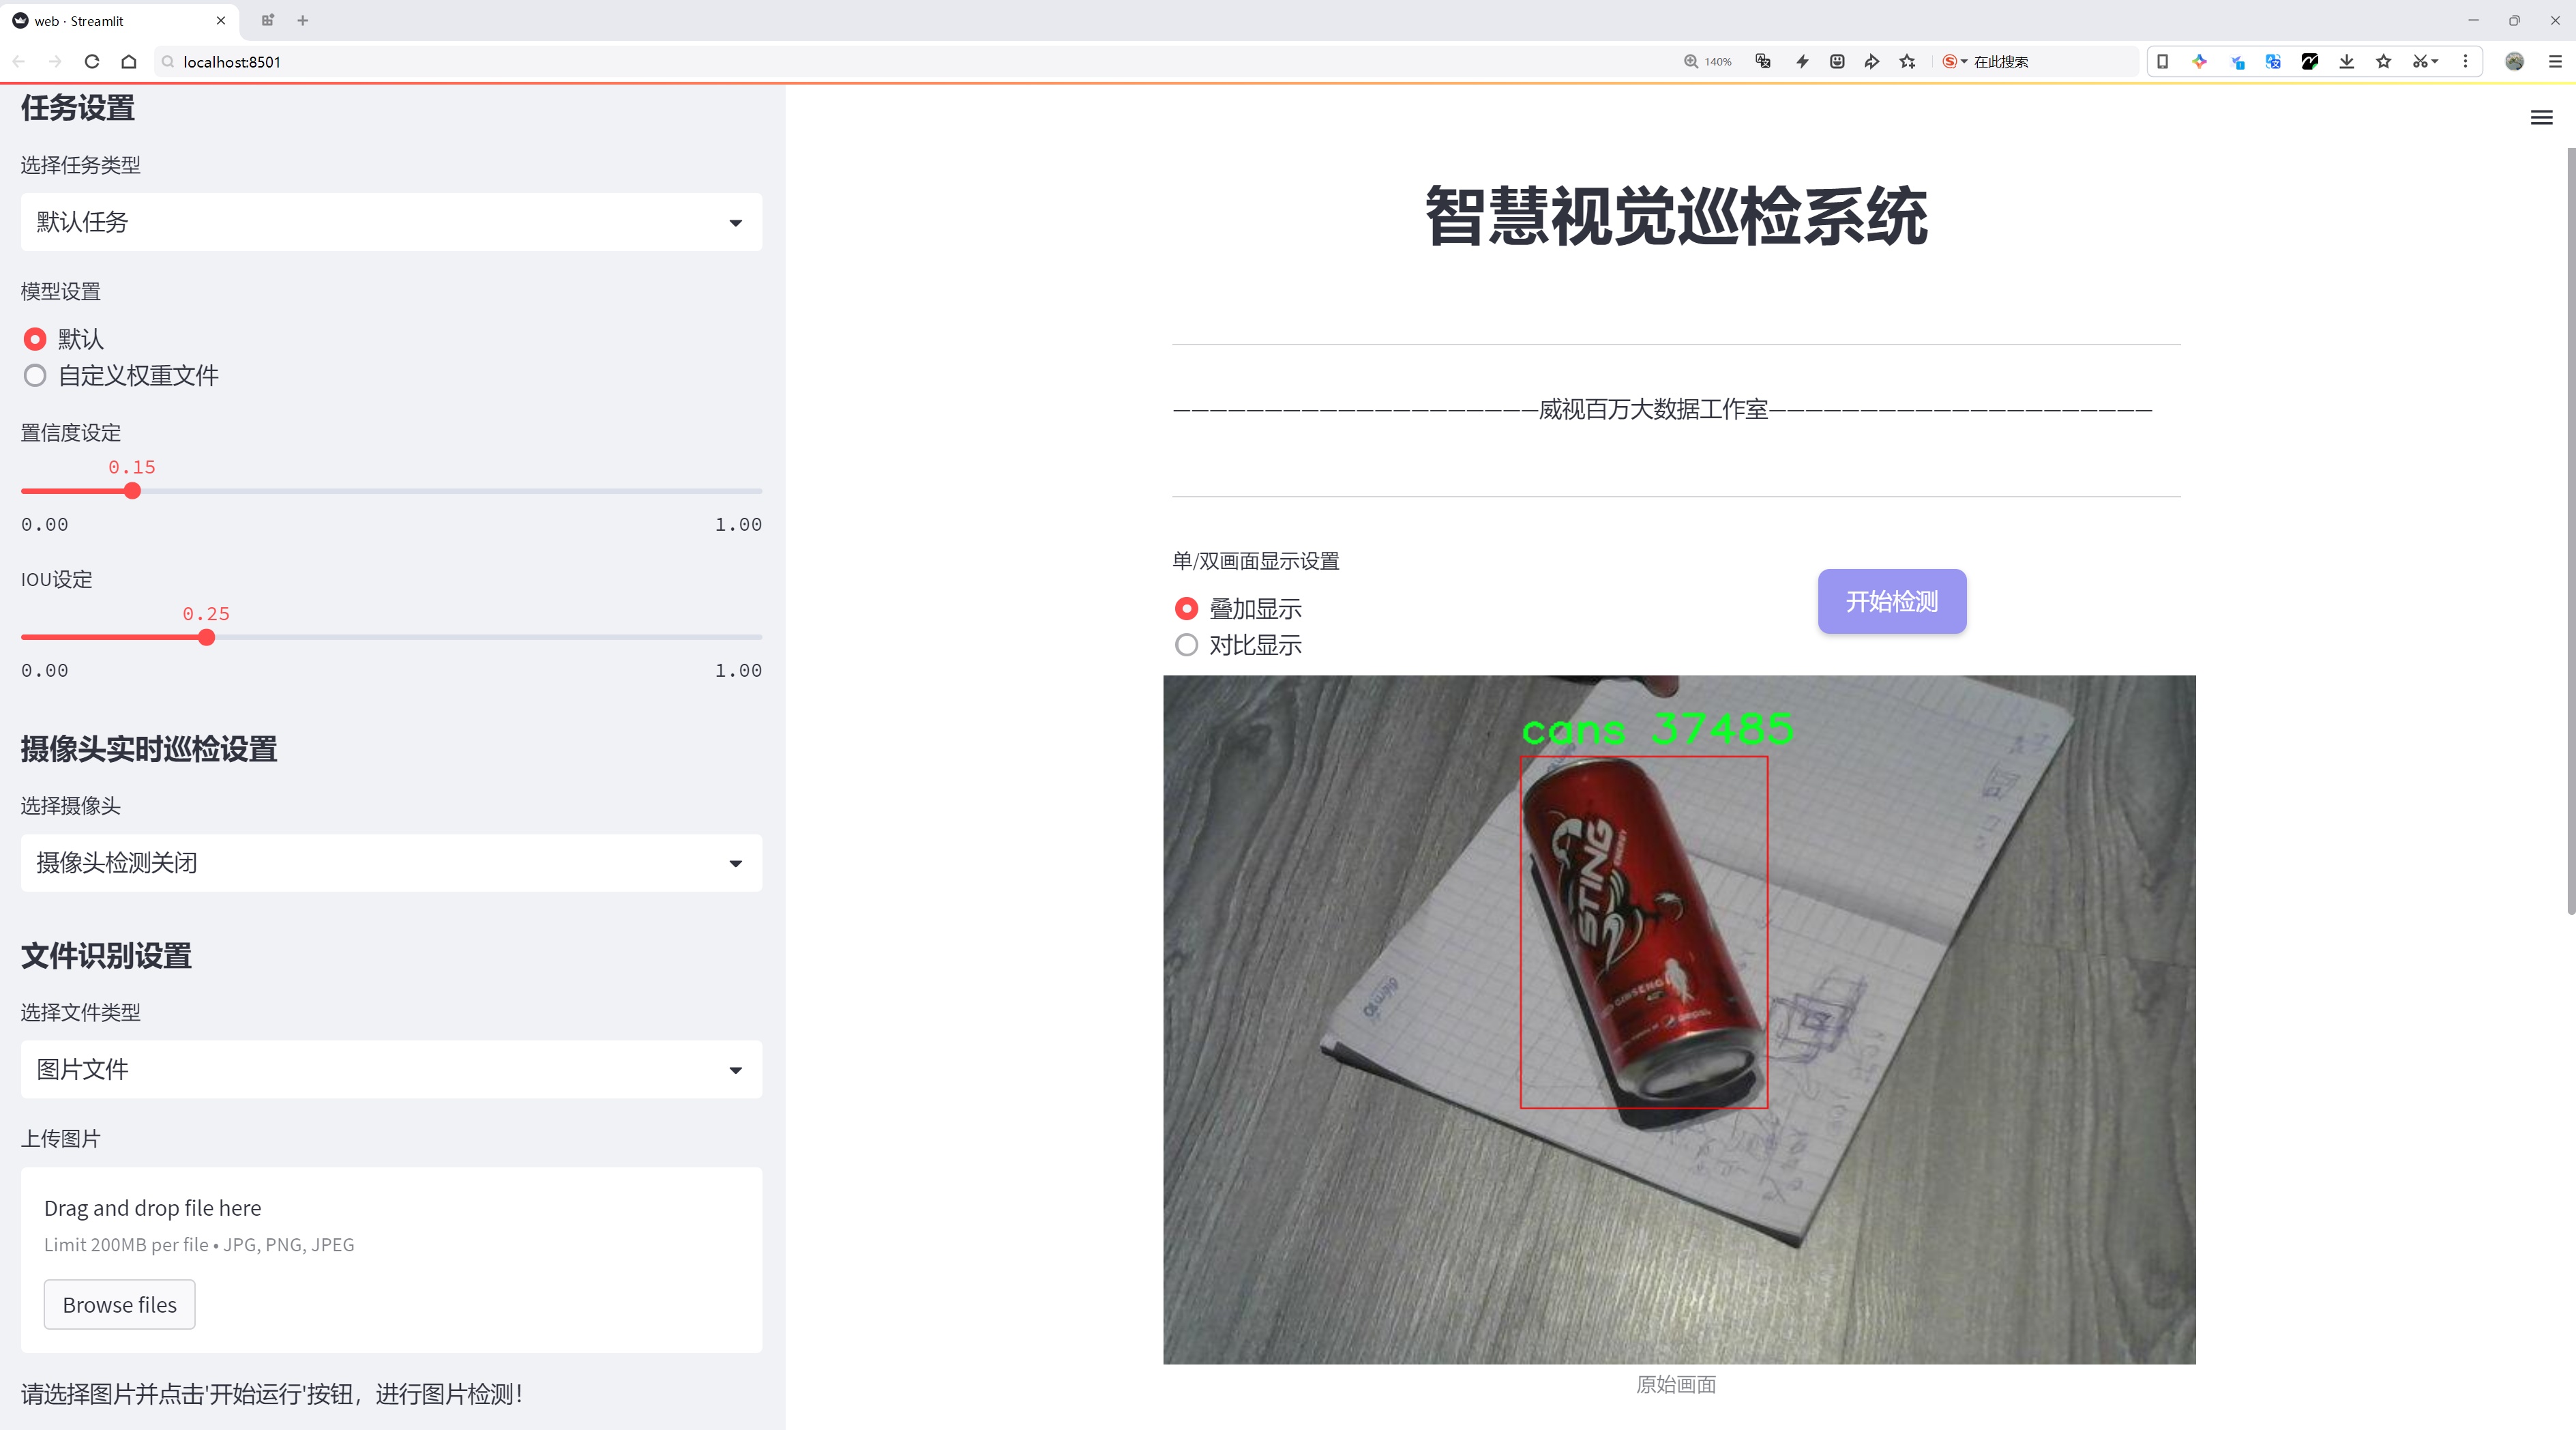 web · Streamlit
localhost:8501
140%
在此搜索
任务设置
选择任务类型
默认任务
模型设置
默认
自定义权重文件
置信度设定
0.15
0.00
1.00
IOU设定
0.25
0.00
1.00
摄像头实时巡检设置
选择摄像头
摄像头检测关闭
文件识别设置
选择文件类型
图片文件
上传图片
Drag and drop file here
Limit 200MB per file • JPG, PNG, JPEG
Browse files
请选择图片并点击'开始运行'按钮，进行图片检测！
智慧视觉巡检系统
————————————————————威视百万大数据工作室—————————————————————
单/双画面显示设置
叠加显示
对比显示
开始检测
cans 37485
STING
ENERGY
GINSENG
原始画面